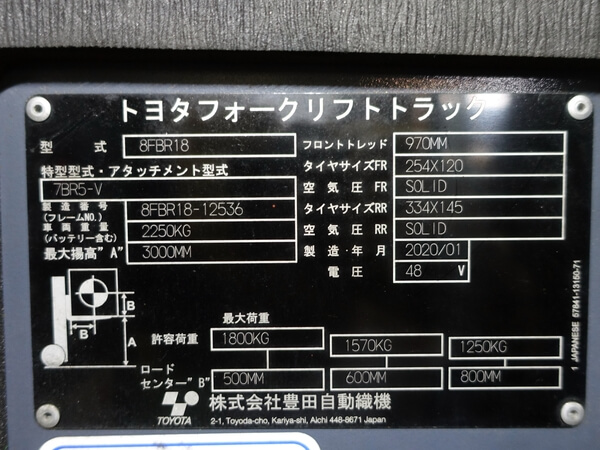 トヨタフォークリフトトラック
型 式 8FBR18
特型型式・アタッチメント型式
7BR5-V
製造番号 (フレームNO.) 8FBR18-12536
車両重量 (バッテリー含む) 2250KG
最大揚高"A" 3000MM
フロントトレッド 970MM
タイヤサイズFR 254X120
空気圧 FR SOLID
タイヤサイズRR 334X145
空気圧 RR SOLID
製造・年月 2020/01
電圧 48 V
B
B
A
最大荷重
許容荷重 1800KG 1570KG 1250KG
ロード
センター"B" 500MM 600MM 800MM
TOYOTA
株式会社豊田自動織機
2-1, Toyoda-cho, Kariya-shi, Aichi 448-8671 Japan
1 JAPANESE 57841-13160-71